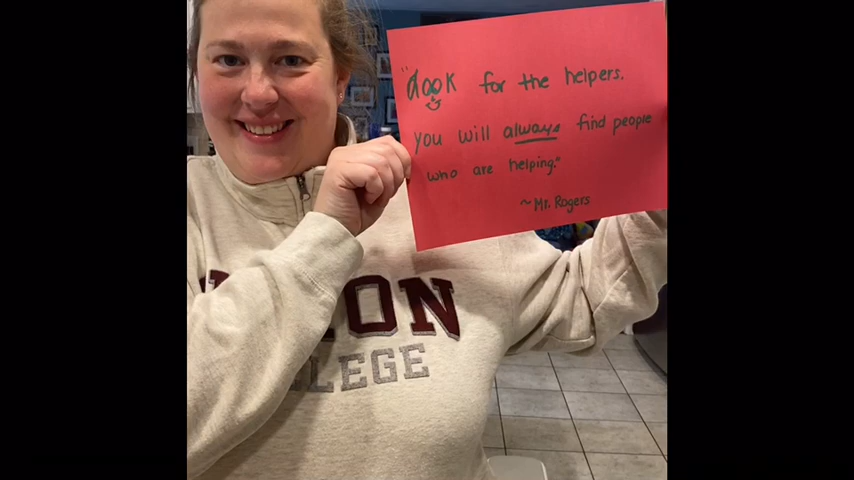 "Look for the helpers.
You will always find people
who are helping."
~Mr. Rogers
ON
LEGE